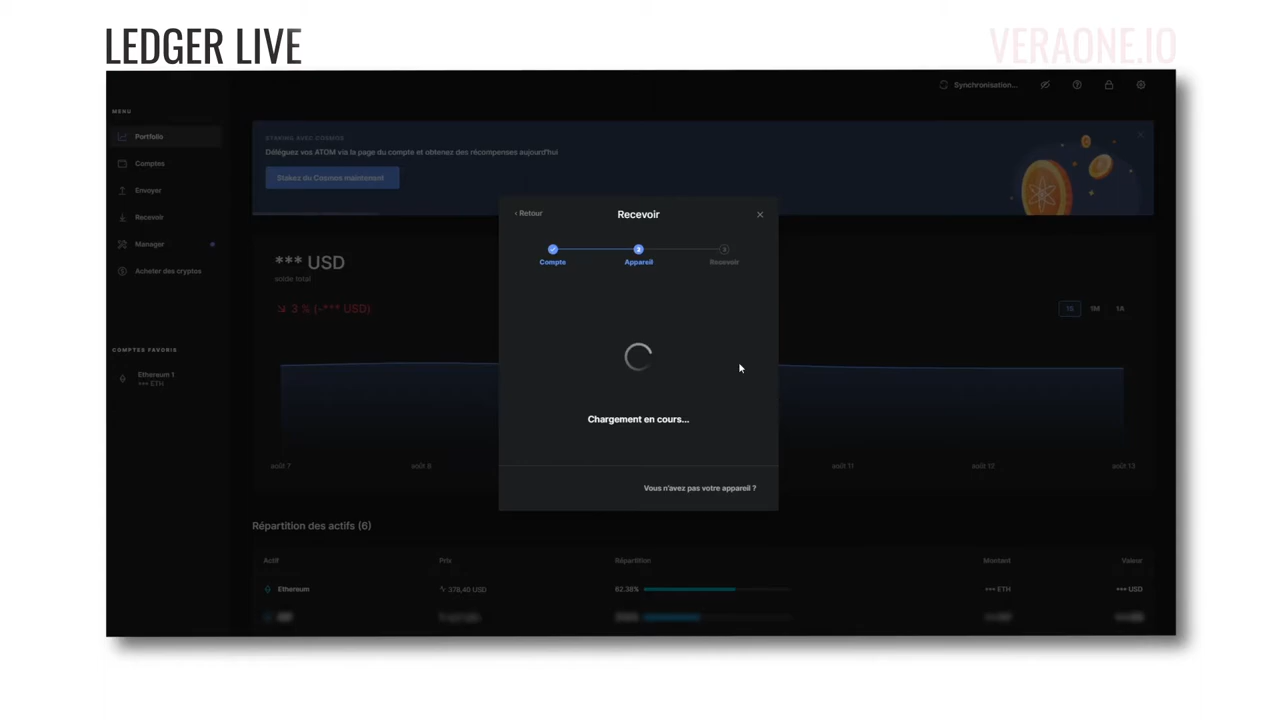 LEDGER LIVE
VERAONE.IO
Synchronisation...
MENU
Portfolio
Comptes
Envoyer
Recevoir
Manager
Acheter des cryptos
COMPTES FAVORIS
Ethereum 1
*** ETH
STAKING AVEC COSMOS
Déléguez vos ATOM via la page du compte et obtenez des récompenses aujourd'hui
Stakez du Cosmos maintenant
*** USD
solde total
3 % (-*** USD)
1S 1M 1A
‹ Retour
Recevoir
2 3
Compte Appareil Recevoir
Chargement en cours...
Vous n'avez pas votre appareil ?
août 7 août 8 août 11 août 12 août 13
Répartition des actifs (6)
Actif Prix Répartition Montant Valeur
Ethereum 378,40 USD 62.38% *** ETH *** USD